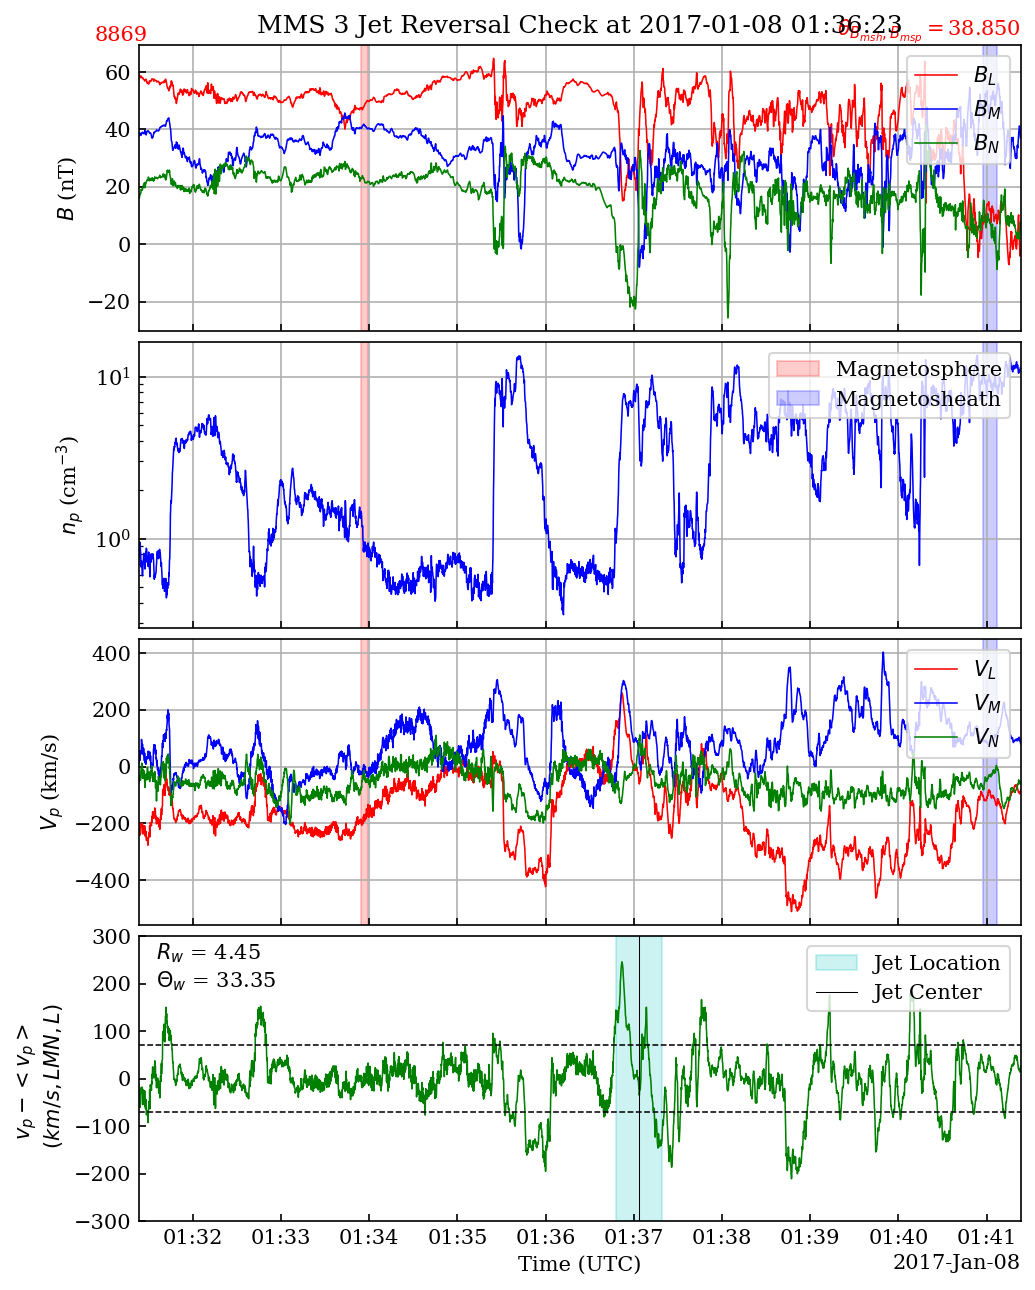 8869
MMS 3 Jet Reversal Check at 2017-01-08 01:36:23
θ_{B_{msh}, B_{msp}} = 38.850
B (nT)
60
40
20
0
−20
B_L
B_M
B_N
n_p (cm^{−3})
10^1
10^0
Magnetosphere
Magnetosheath
V_p (km/s)
400
200
0
−200
−400
V_L
V_M
V_N
v_p − <v_p>
(km/s, LMN, L)
300
200
100
0
−100
−200
−300
R_w = 4.45
Θ_w = 33.35
Jet Location
Jet Center
01:32 01:33 01:34 01:35 01:36 01:37 01:38 01:39 01:40 01:41
Time (UTC)
2017-Jan-08